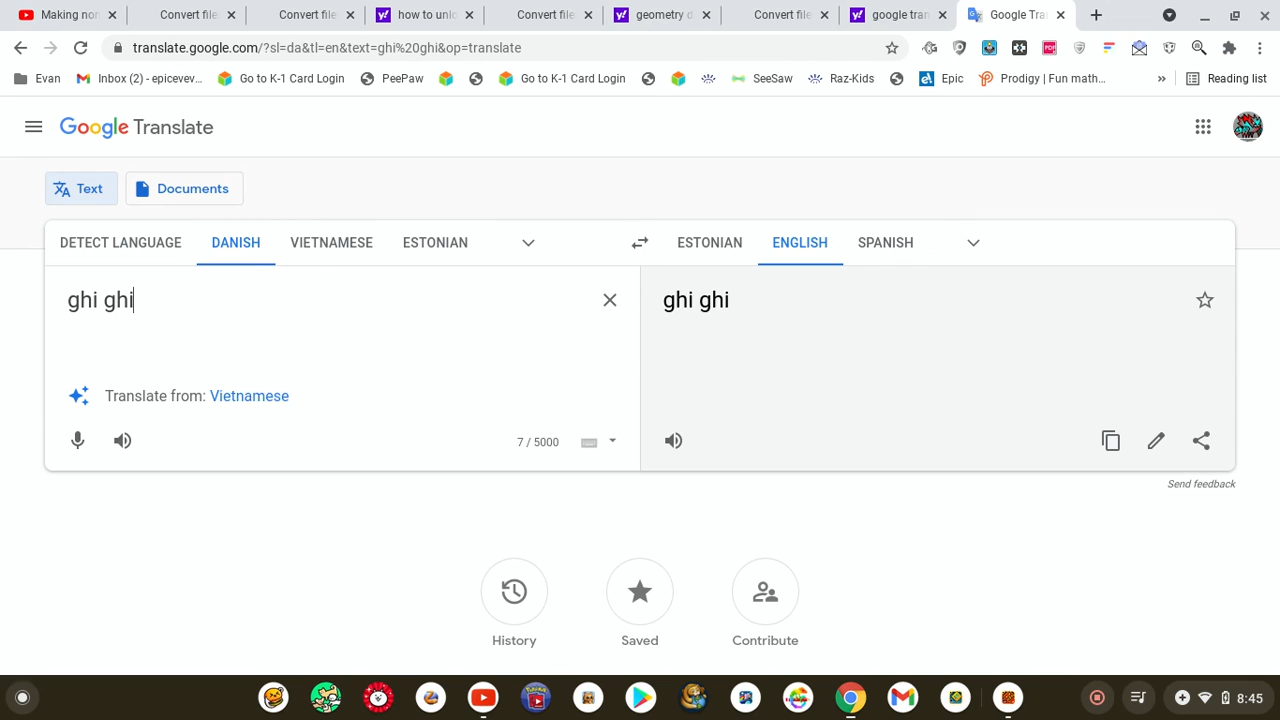 Making non
Convert file
Convert file
how to unic
Convert file
geometry d
Convert file
google tran
Google Tra
translate.google.com/?sl=da&tl=en&text=ghi%20ghi&op=translate
Evan
Inbox (2) - epicevev...
Go to K-1 Card Login
PeePaw
Go to K-1 Card Login
SeeSaw
Raz-Kids
Epic
Prodigy | Fun math...
»
Reading list
Google Translate
Text
Documents
DETECT LANGUAGE
DANISH
VIETNAMESE
ESTONIAN
ESTONIAN
ENGLISH
SPANISH
ghi ghi
ghi ghi
Translate from: Vietnamese
7 / 5000
Send feedback
History
Saved
Contribute
8:45